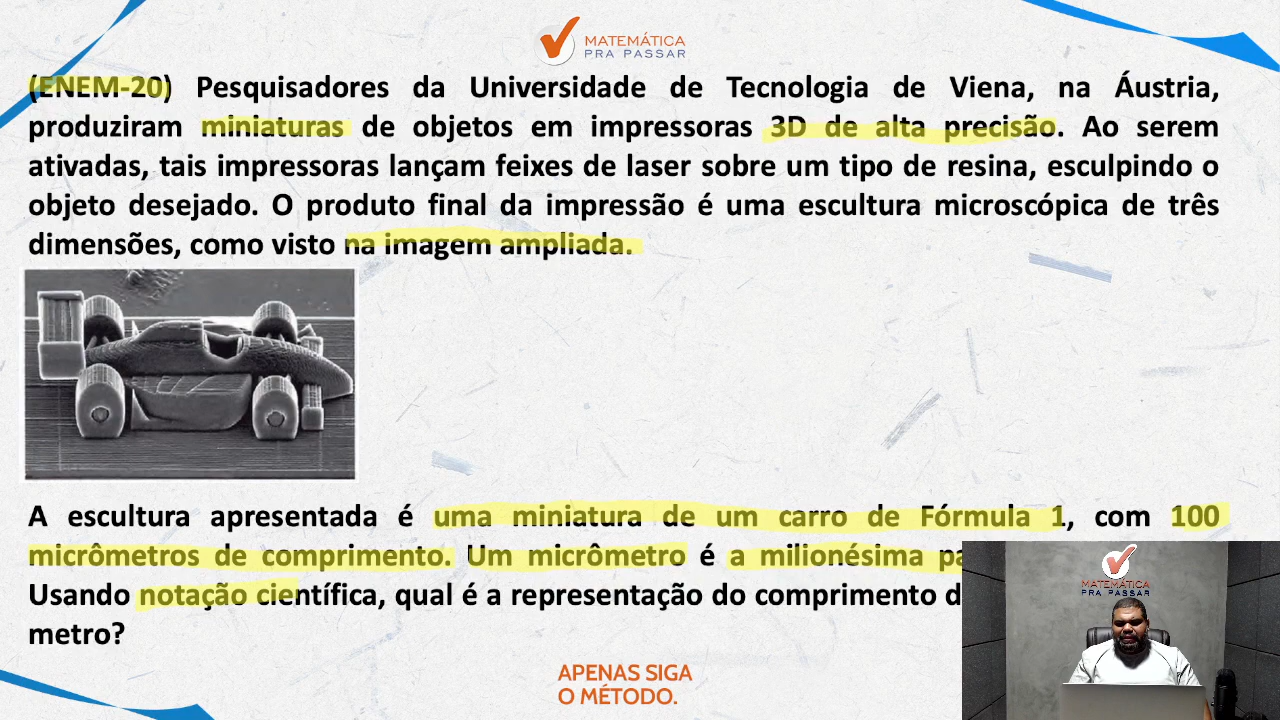 MATEMÁTICA
PRA PASSAR
(ENEM-20) Pesquisadores da Universidade de Tecnologia de Viena, na Áustria,
produziram miniaturas de objetos em impressoras 3D de alta precisão. Ao serem
ativadas, tais impressoras lançam feixes de laser sobre um tipo de resina, esculpindo o
objeto desejado. O produto final da impressão é uma escultura microscópica de três
dimensões, como visto na imagem ampliada.
A escultura apresentada é uma miniatura de um carro de Fórmula 1, com 100
micrômetros de comprimento. Um micrômetro é a milionésima
Usando notação científica, qual é a representação do comprimento
metro?
MATEMÁTICA
PRA PASSAR
APENAS SIGA
O MÉTODO.